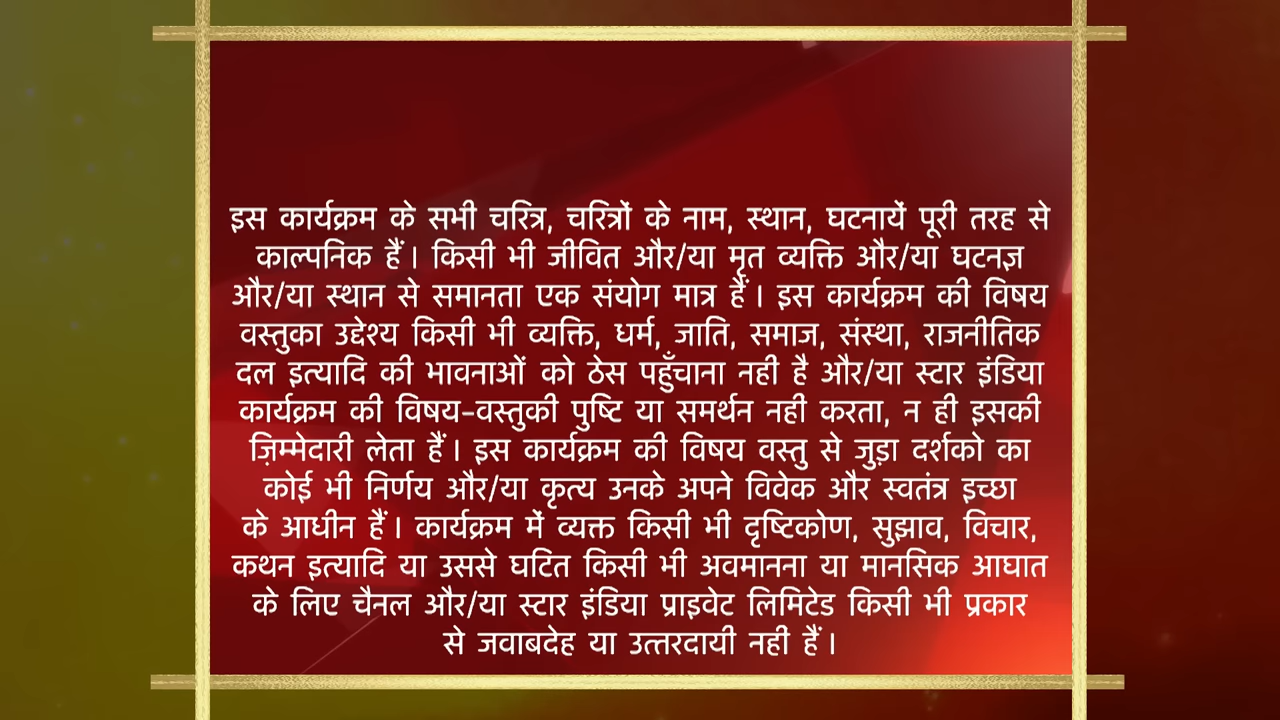 इस कार्यक्रम के सभी चरित्र, चरित्रों के नाम, स्थान, घटनायें पूरी तरह से
काल्पनिक हैं। किसी भी जीवित और/या मृत व्यक्ति और/या घटनज्ञ
और/या स्थान से समानता एक संयोग मात्र हैं। इस कार्यक्रम की विषय
वस्तुका उद्देश्य किसी भी व्यक्ति, धर्म, जाति, समाज, संस्था, राजनीतिक
दल इत्यादि की भावनाओं को ठेस पहुँचाना नही है और/या स्टार इंडिया
कार्यक्रम की विषय-वस्तुकी पुष्टि या समर्थन नही करता, न ही इसकी
ज़िम्मेदारी लेता हैं। इस कार्यक्रम की विषय वस्तु से जुड़ा दर्शको का
कोई भी निर्णय और/या कृत्य उनके अपने विवेक और स्वतंत्र इच्छा
के आधीन हैं। कार्यक्रम में व्यक्त किसी भी दृष्टिकोण, सुझाव, विचार,
कथन इत्यादि या उससे घटित किसी भी अवमानना या मानसिक आघात
के लिए चैनल और/या स्टार इंडिया प्राइवेट लिमिटेड किसी भी प्रकार
से जवाबदेह या उत्तरदायी नही हैं।